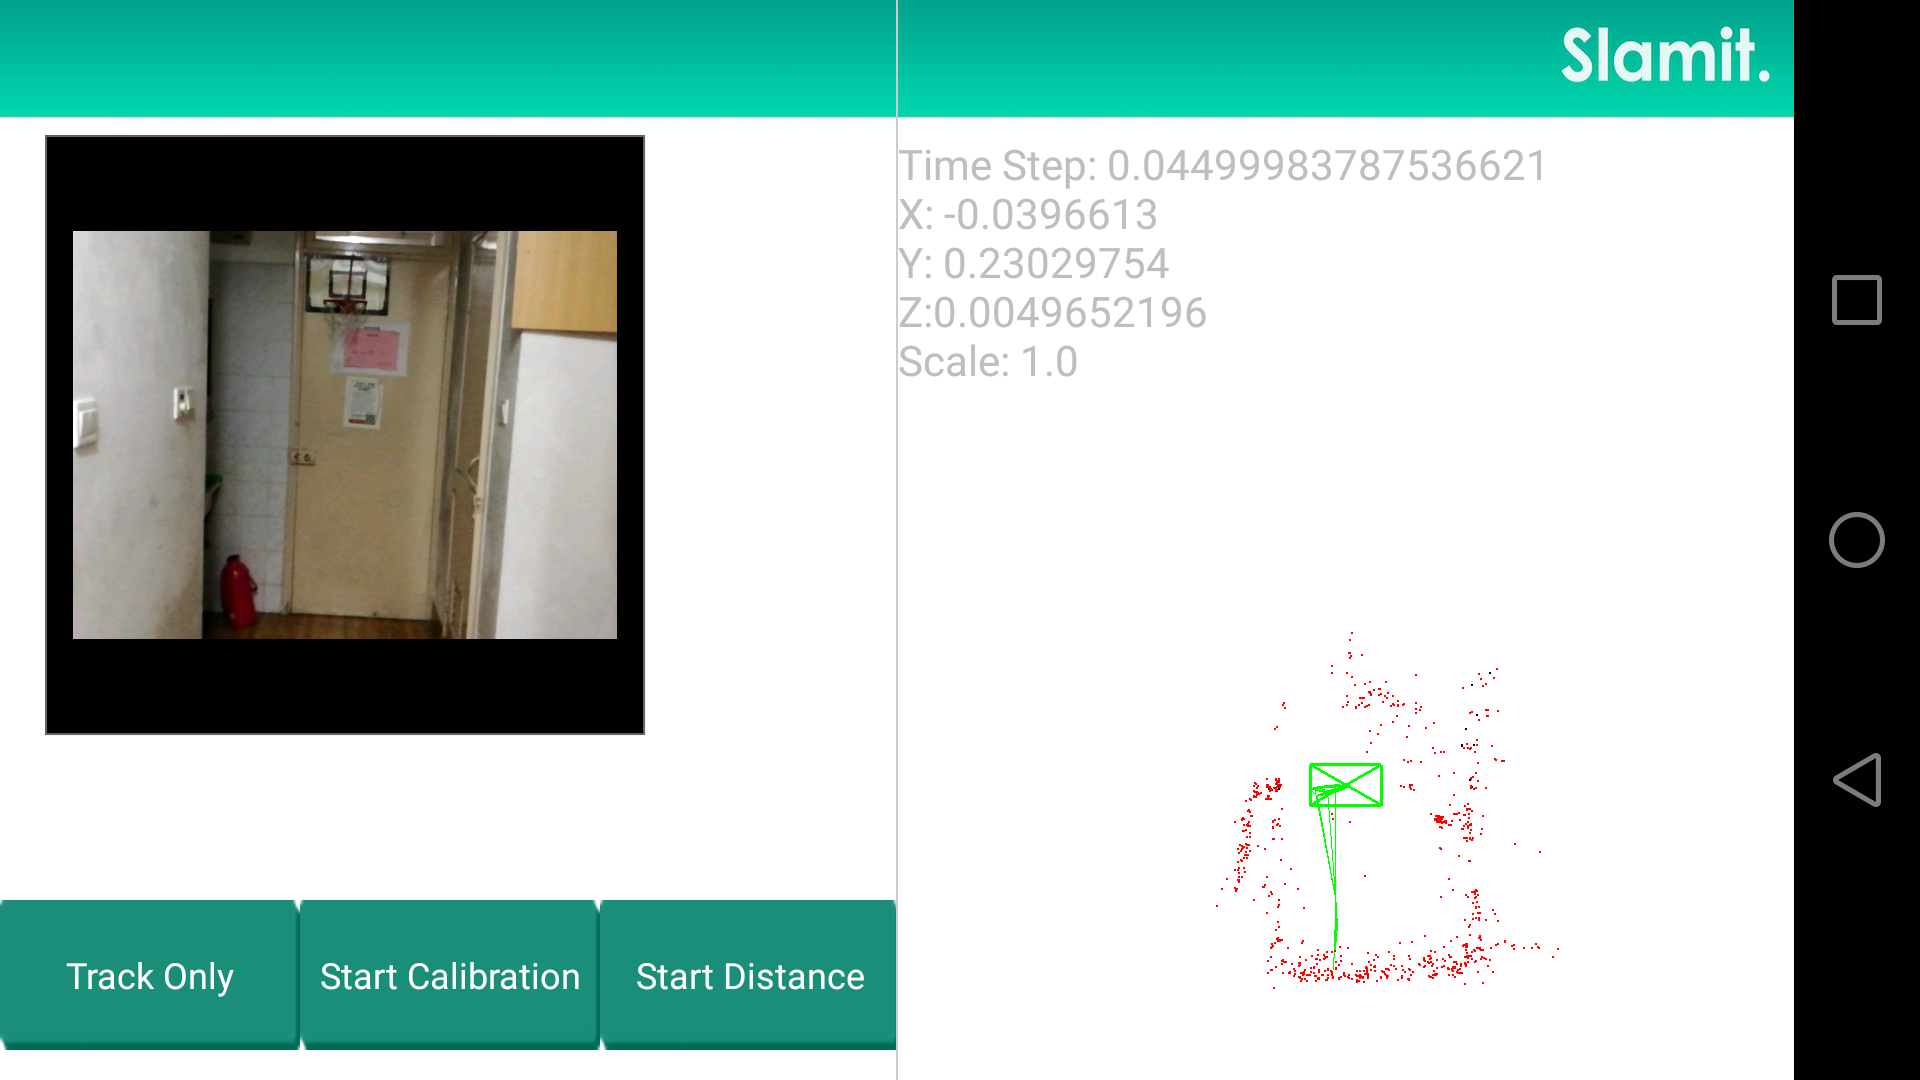 Slamit.
Time Step: 0.04499983787536621
X: -0.0396613
Y: 0.23029754
Z:0.0049652196
Scale: 1.0
Track Only
Start Calibration
Start Distance